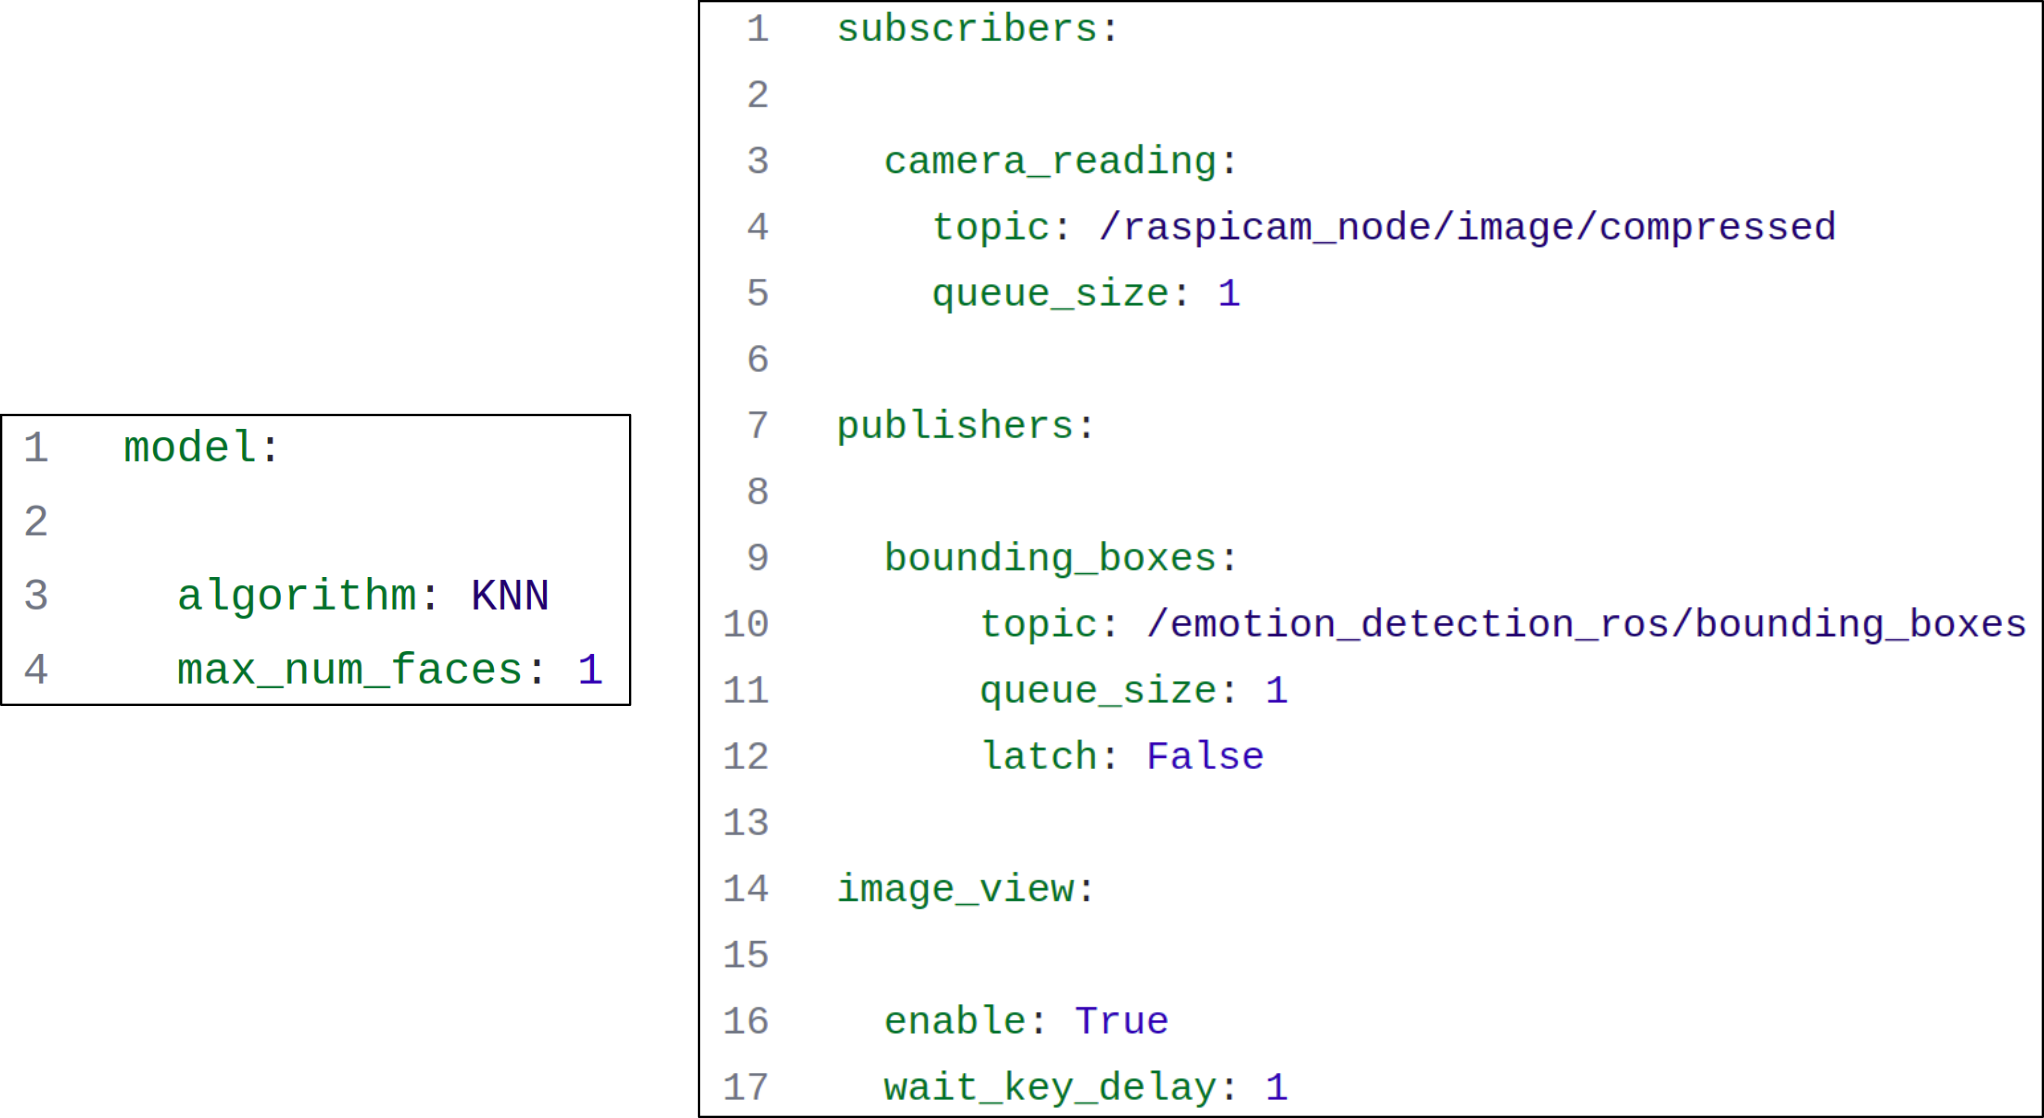 1 model:
2
3 algorithm: KNN
4 max_num_faces: 1
1 subscribers:
2
3 camera_reading:
4 topic: /raspicam_node/image/compressed
5 queue_size: 1
6
7 publishers:
8
9 bounding_boxes:
10 topic: /emotion_detection_ros/bounding_boxes
11 queue_size: 1
12 latch: False
13
14 image_view:
15
16 enable: True
17 wait_key_delay: 1